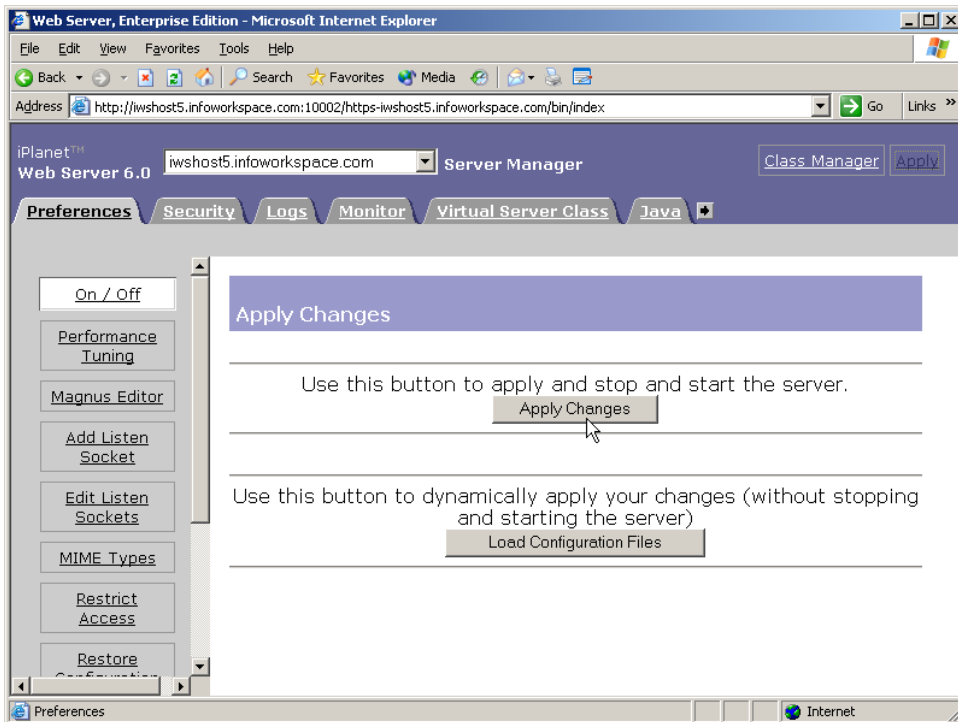 Web Server, Enterprise Edition - Microsoft Internet Explorer
File Edit View Favorites Tools Help
Back Search Favorites Media
Address http://iwshost5.infoworkspace.com:10002/https-iwshost5.infoworkspace.com/bin/index Go Links »
iPlanet™
Web Server 6.0 iwshost5.infoworkspace.com Server Manager Class Manager Apply
Preferences Security Logs Monitor Virtual Server Class Java
On / Off
Performance
Tuning
Magnus Editor
Add Listen
Socket
Edit Listen
Sockets
MIME Types
Restrict
Access
Restore
Configuration
Apply Changes
Use this button to apply and stop and start the server.
Apply Changes
Use this button to dynamically apply your changes (without stopping
and starting the server)
Load Configuration Files
Preferences Internet